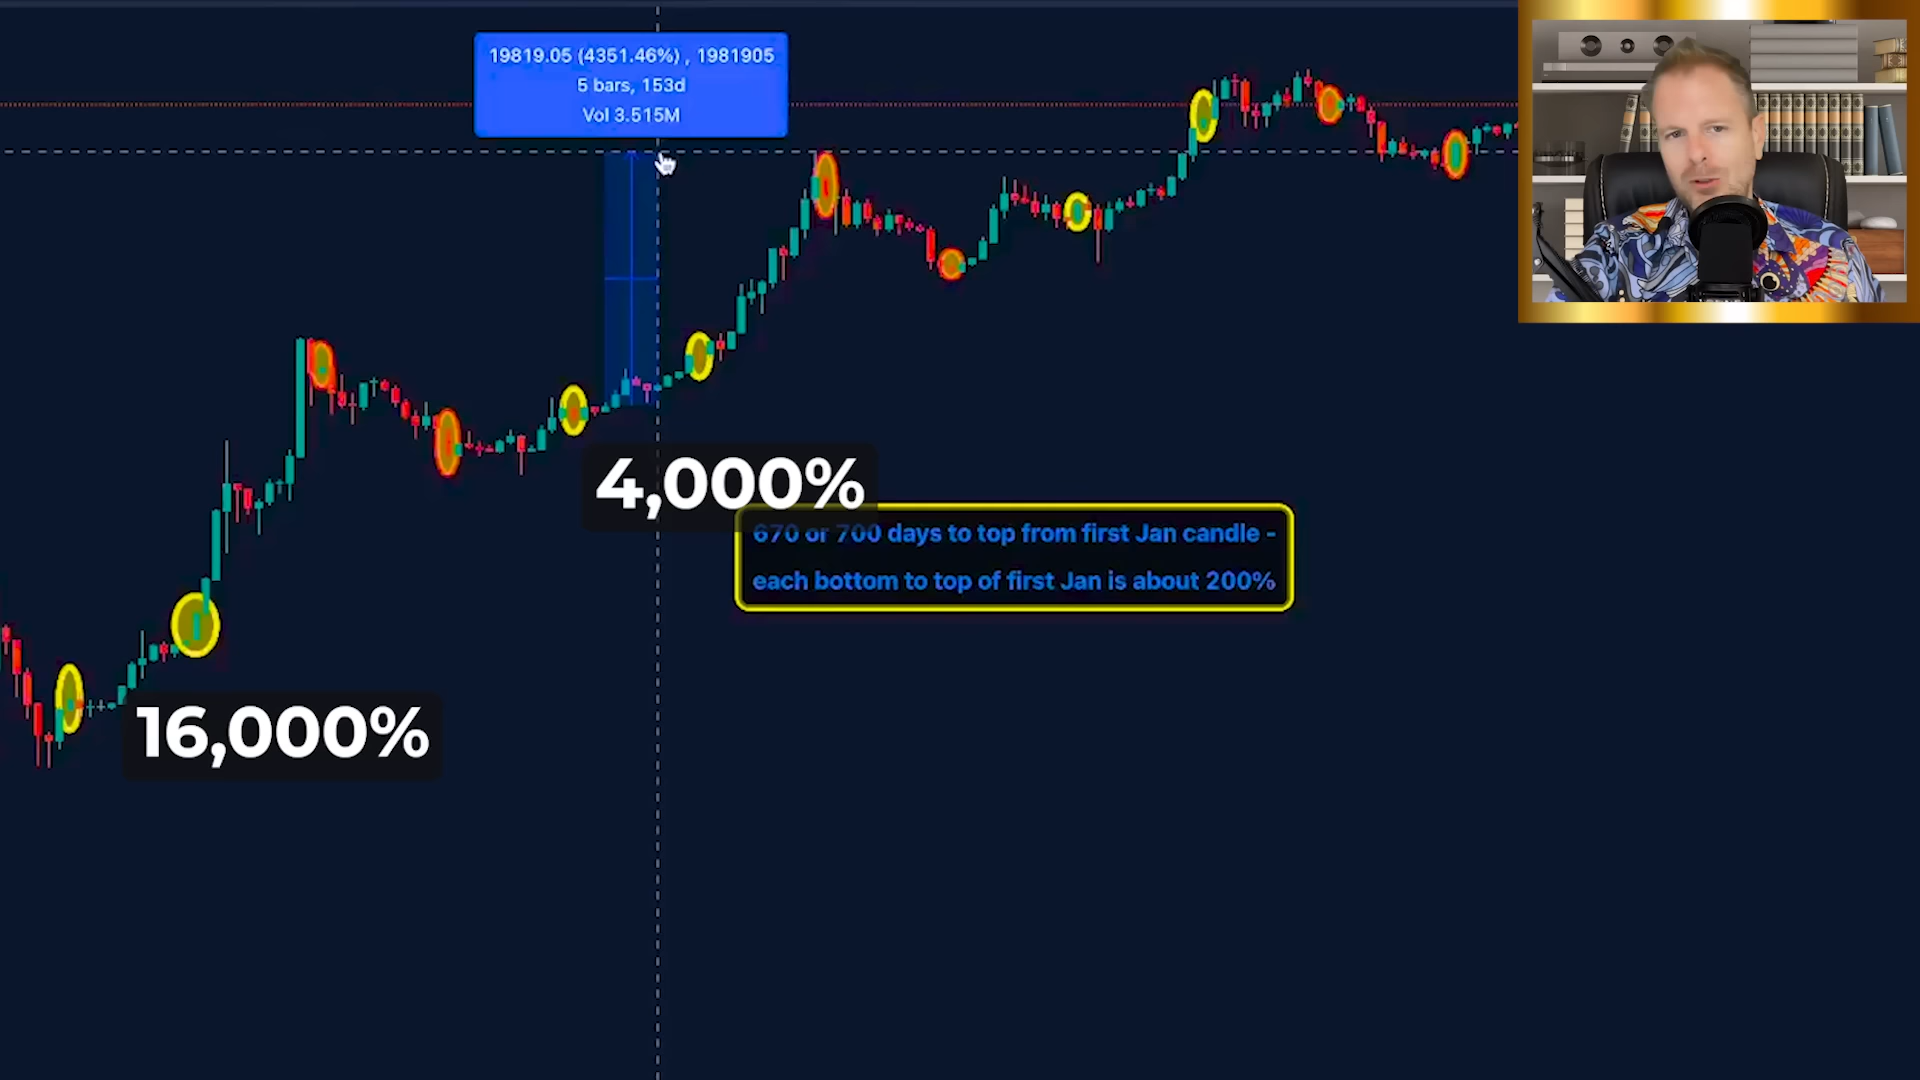 19819.05 (4351.46%) , 1981905
5 bars, 153d
Vol 3.515M
4,000%
670 or 700 days to top from first Jan candle -
each bottom to top of first Jan is about 200%
16,000%